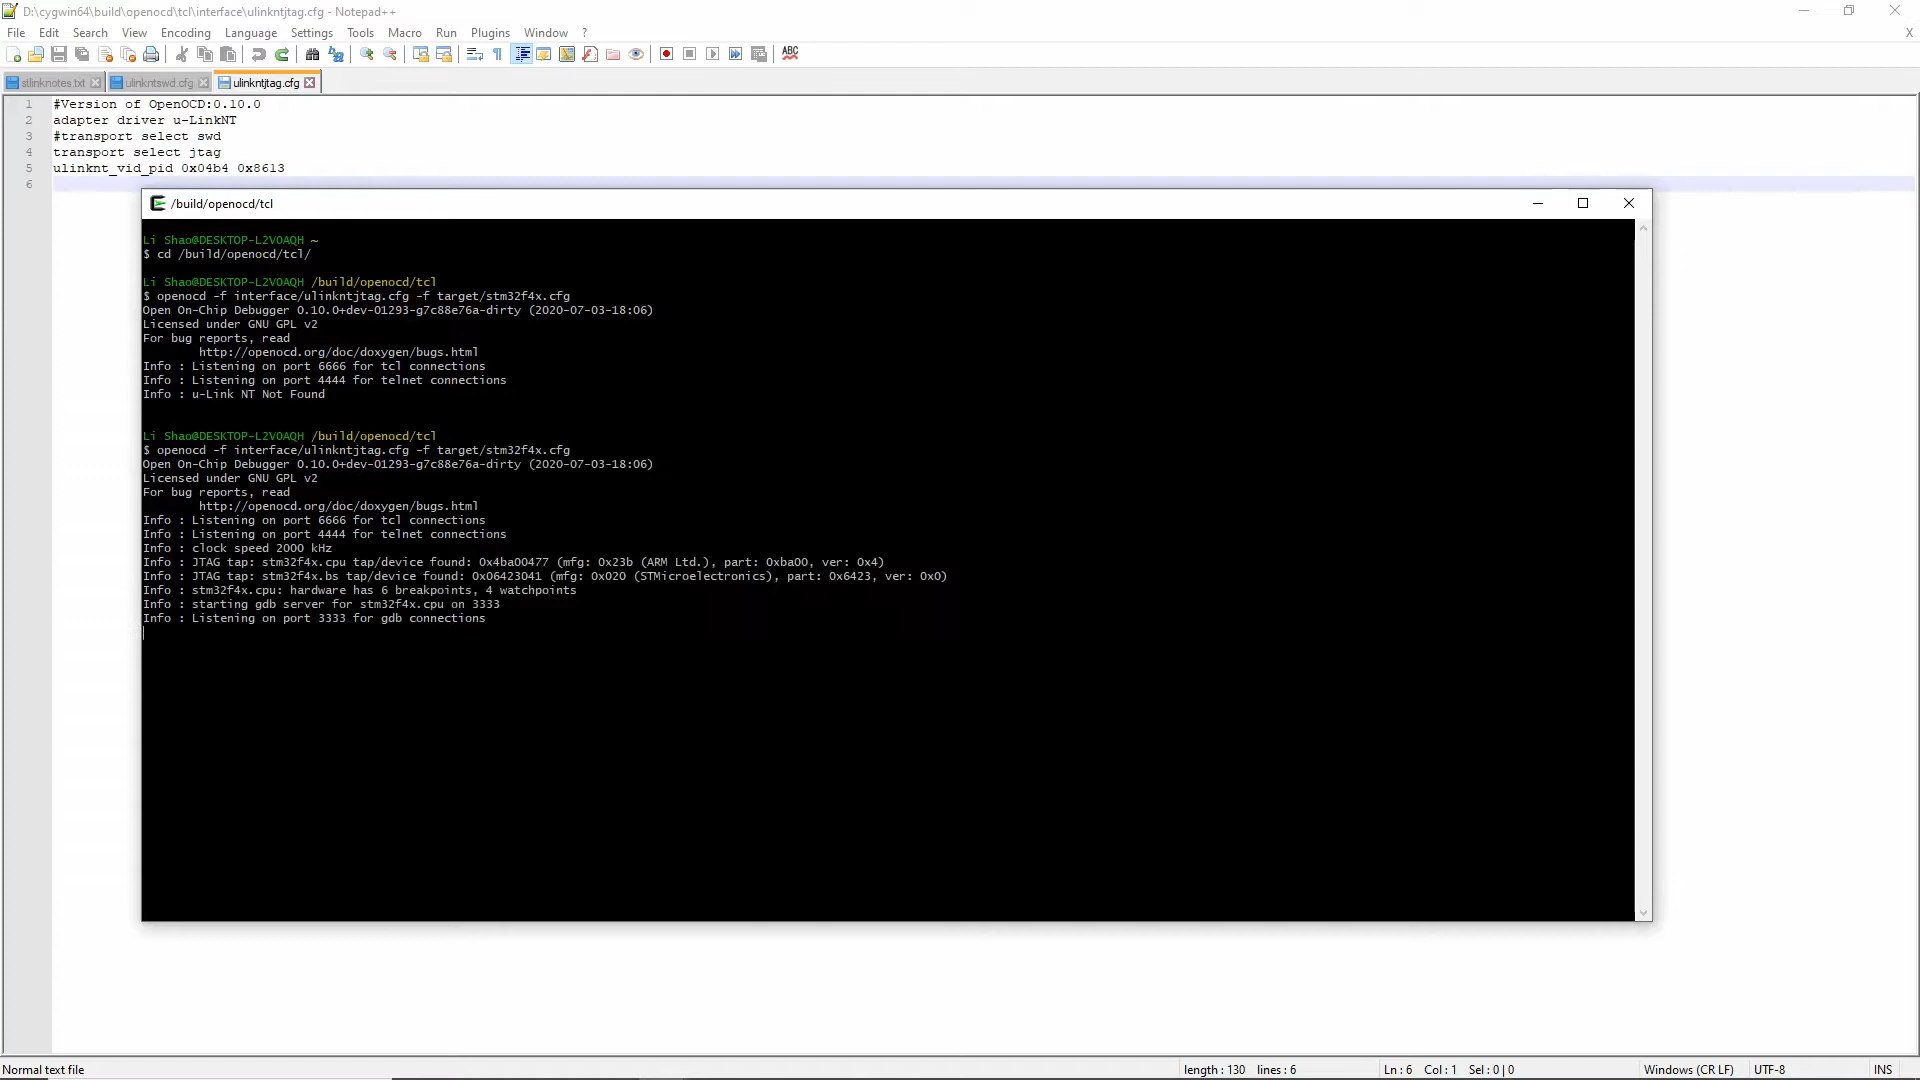 D:\cygwin64\build\openocd\tcl\interface\ulinkntjtag.cfg - Notepad++
File Edit Search View Encoding Language Settings Tools Macro Run Plugins Window ? X
ABC
stlinknotes.txt ulinkntswd.cfg ulinkntjtag.cfg
1 #Version of OpenOCD:0.10.0
2 adapter driver u-LinkNT
3 #transport select swd
4 transport select jtag
5 ulinknt_vid_pid 0x04b4 0x8613
6
/build/openocd/tcl
Li Shao@DESKTOP-L2VOAQH ~
$ cd /build/openocd/tcl/
Li Shao@DESKTOP-L2VOAQH /build/openocd/tcl
$ openocd -f interface/ulinkntjtag.cfg -f target/stm32f4x.cfg
Open On-Chip Debugger 0.10.0+dev-01293-g7c88e76a-dirty (2020-07-03-18:06)
Licensed under GNU GPL v2
For bug reports, read
http://openocd.org/doc/doxygen/bugs.html
Info : Listening on port 6666 for tcl connections
Info : Listening on port 4444 for telnet connections
Info : u-Link NT Not Found
Li Shao@DESKTOP-L2VOAQH /build/openocd/tcl
$ openocd -f interface/ulinkntjtag.cfg -f target/stm32f4x.cfg
Open On-Chip Debugger 0.10.0+dev-01293-g7c88e76a-dirty (2020-07-03-18:06)
Licensed under GNU GPL v2
For bug reports, read
http://openocd.org/doc/doxygen/bugs.html
Info : Listening on port 6666 for tcl connections
Info : Listening on port 4444 for telnet connections
Info : clock speed 2000 kHz
Info : JTAG tap: stm32f4x.cpu tap/device found: 0x4ba00477 (mfg: 0x23b (ARM Ltd.), part: 0xba00, ver: 0x4)
Info : JTAG tap: stm32f4x.bs tap/device found: 0x06423041 (mfg: 0x020 (STMicroelectronics), part: 0x6423, ver: 0x0)
Info : stm32f4x.cpu: hardware has 6 breakpoints, 4 watchpoints
Info : starting gdb server for stm32f4x.cpu on 3333
Info : Listening on port 3333 for gdb connections
Normal text file length : 130 lines : 6 Ln : 6 Col : 1 Sel : 0 | 0 Windows (CR LF) UTF-8 INS